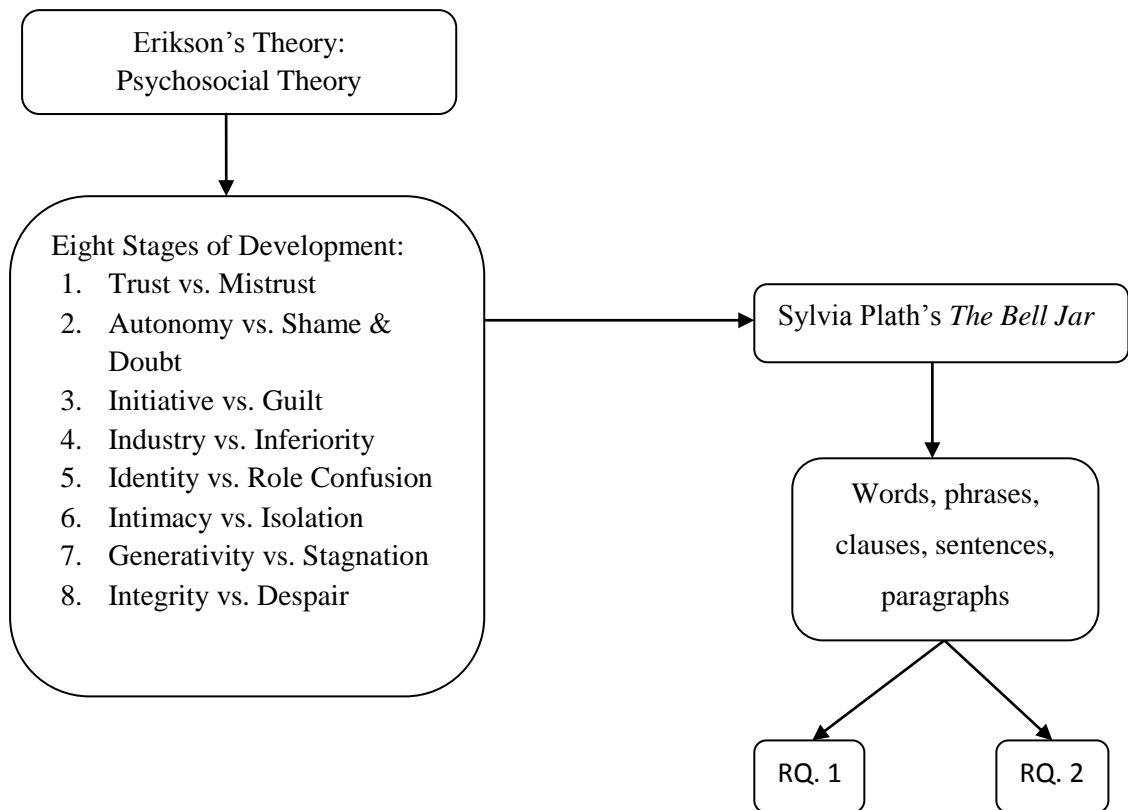 Erikson’s Theory:
Psychosocial Theory
Eight Stages of Development:
1. Trust vs. Mistrust
2. Autonomy vs. Shame &
Doubt
3. Initiative vs. Guilt
4. Industry vs. Inferiority
5. Identity vs. Role Confusion
6. Intimacy vs. Isolation
7. Generativity vs. Stagnation
8. Integrity vs. Despair
Sylvia Plath’s The Bell Jar
Words, phrases,
clauses, sentences,
paragraphs
RQ. 1
RQ. 2